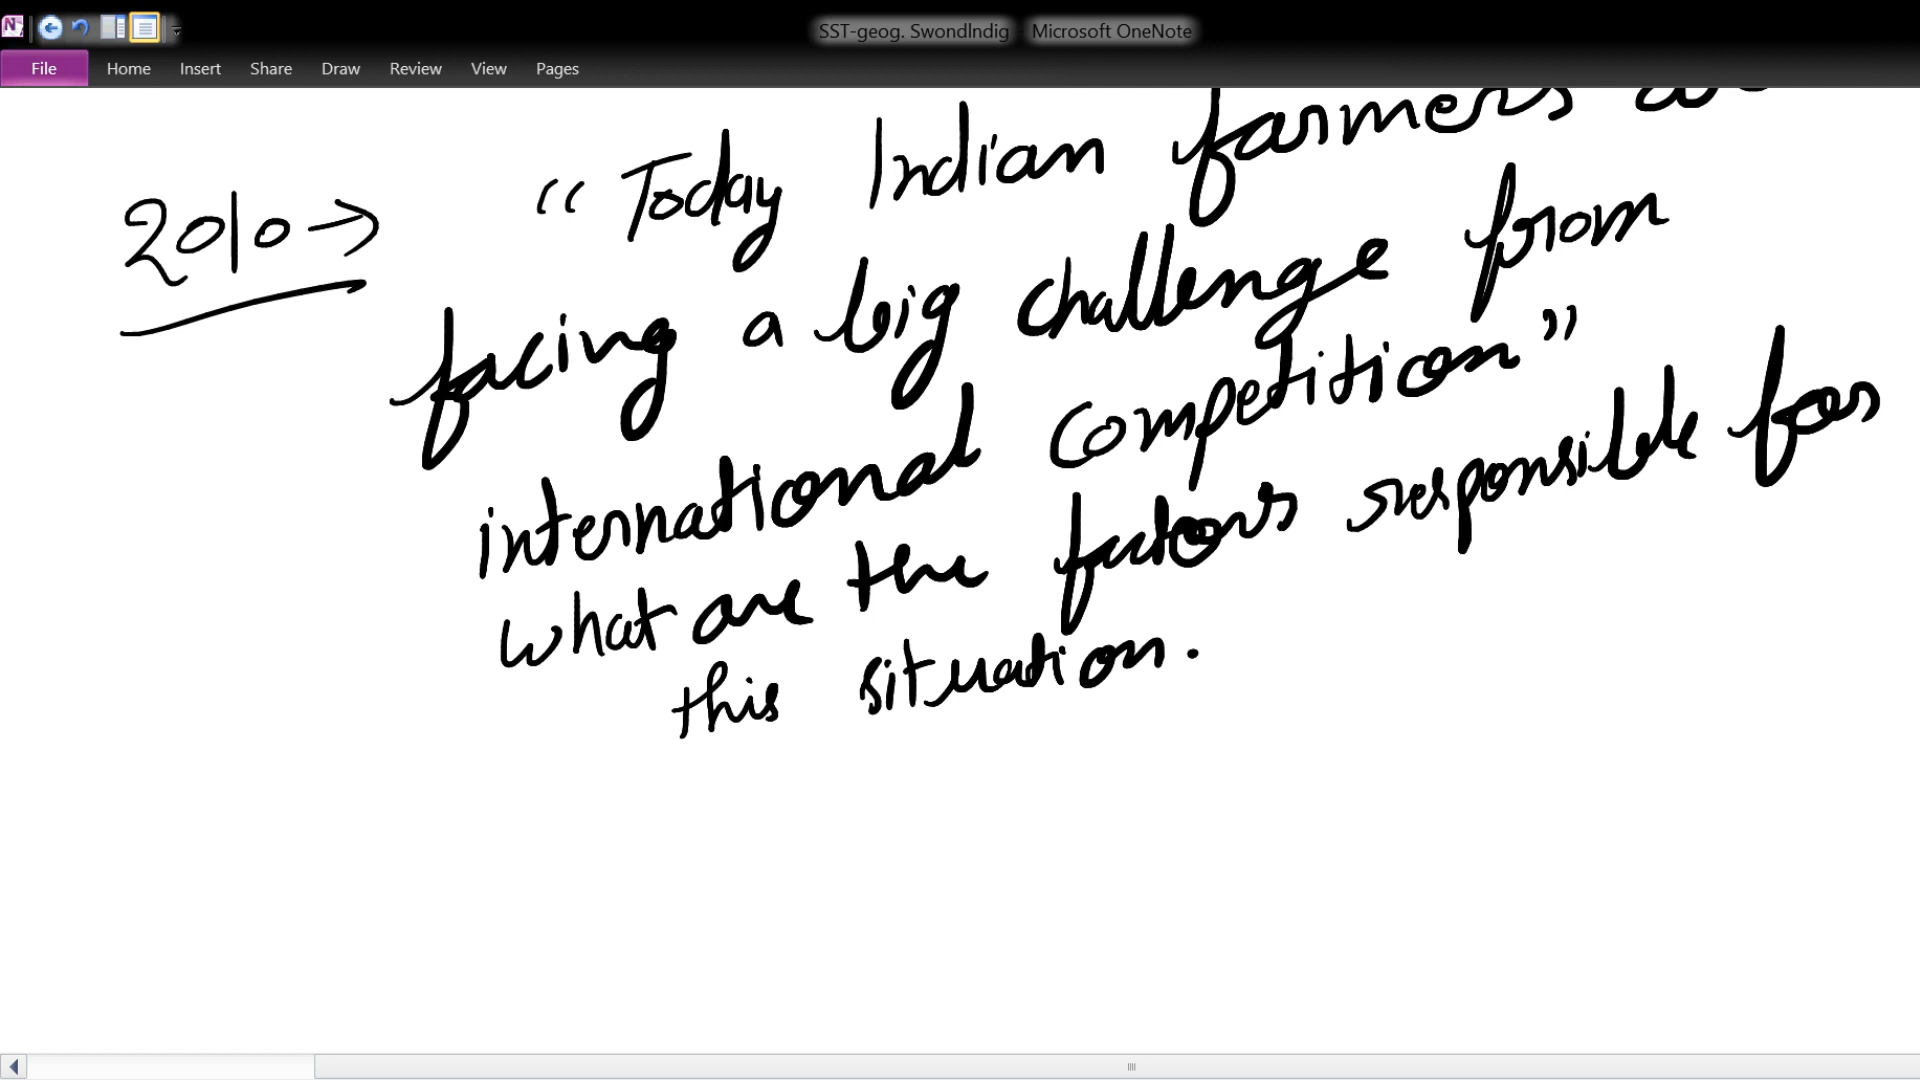 SST-geog. SwondIndig - Microsoft OneNote
File Home Insert Share Draw Review View Pages
2010 → “Today Indian farmers
facing a big challenge from
international competition”
what are the factors responsible for
this situation.